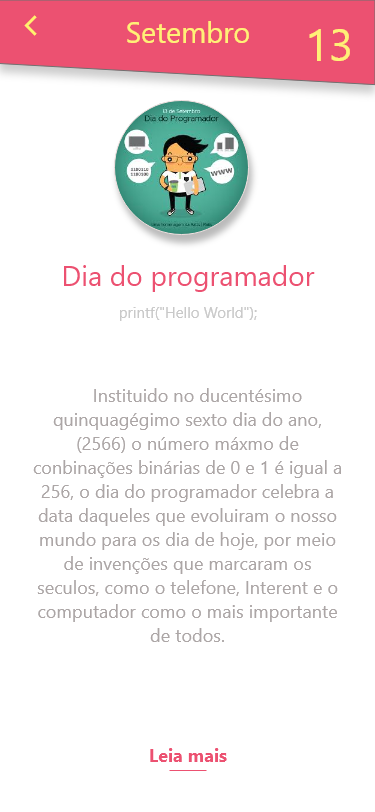 Setembro
13
13 de Setembro
Dia do Programador
www
Dia do programador
printf("Hello World");
Instituido no ducentésimo
quinquagégimo sexto dia do ano,
(2566) o número máxmo de
conbinações binárias de 0 e 1 é igual a
256, o dia do programador celebra a
data daqueles que evoluiram o nosso
mundo para os dia de hoje, por meio
de invenções que marcaram os
seculos, como o telefone, Interent e o
computador como o mais importante
de todos.
Leia mais